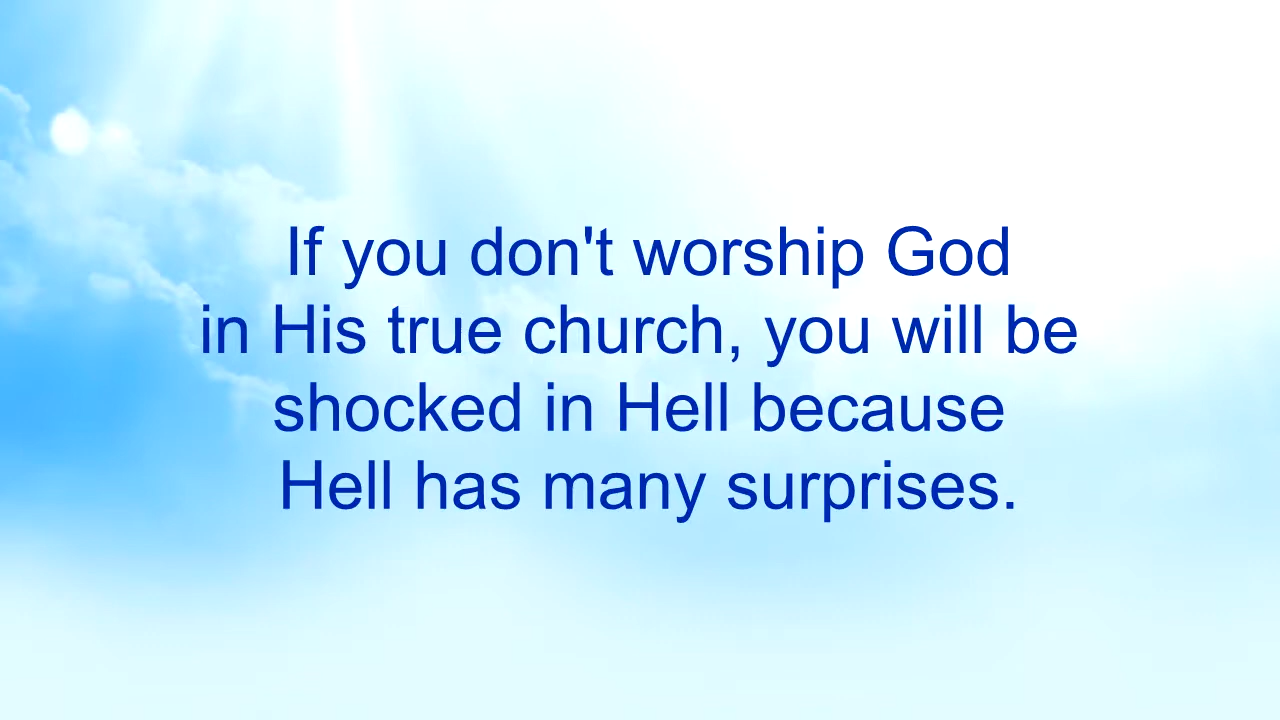 If you don't worship God
in His true church, you will be
shocked in Hell because
Hell has many surprises.